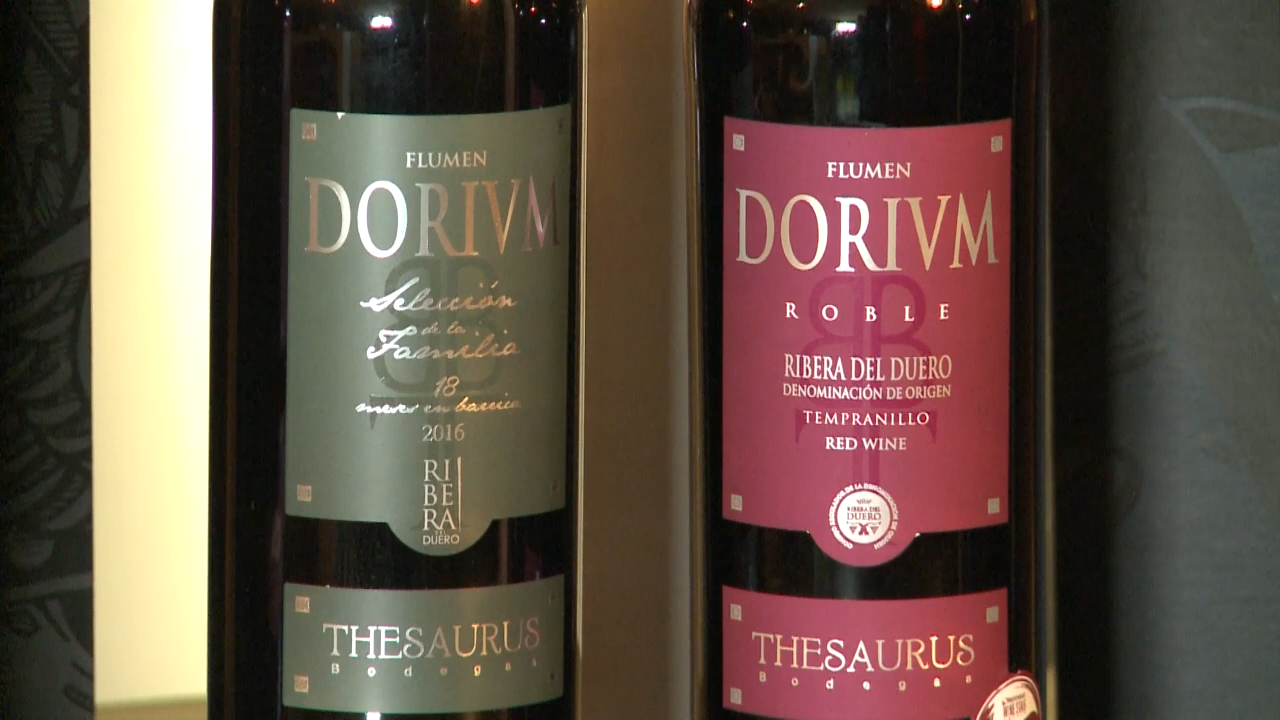 FLUMEN
DORIVM
Selección
de la
Familia
18
meses en barrica
2016
RI
BE
RA
DEL
DUERO
THESAURUS
Bodegas
FLUMEN
DORIVM
ROBLE
RIBERA DEL DUERO
DENOMINACIÓN DE ORIGEN
TEMPRANILLO
RED WINE
RIBERA DEL
DUERO
THESAURUS
Bodegas